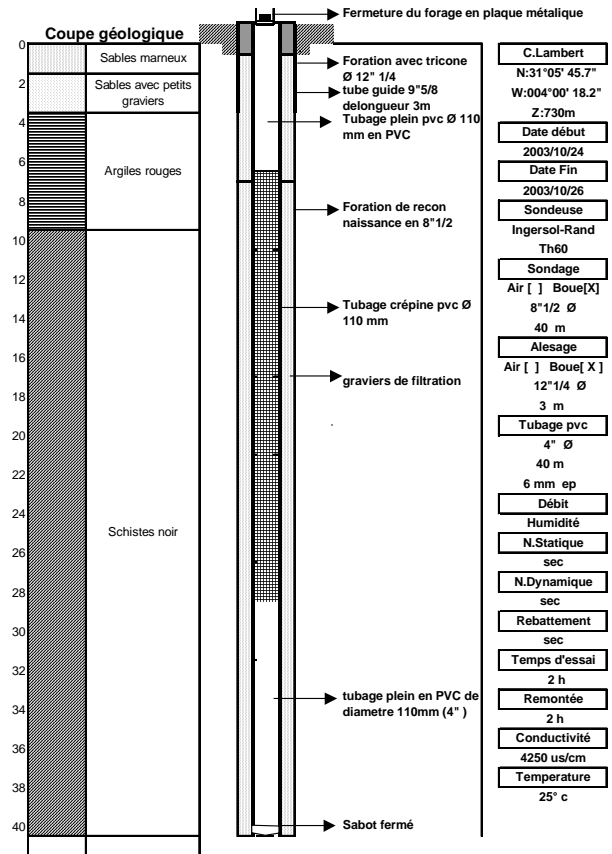 Coupe géologique
0
2
4
6
8
10
12
14
16
18
20
22
24
26
28
30
32
34
36
38
40
Sables marneux
Sables avec petits
graviers
Argiles rouges
Schistes noir
Fermeture du forage en plaque métalique
Foration avec tricone
Ø 12" 1/4
tube guide 9"5/8
delongueur 3m
Tubage plein pvc Ø 110
mm en PVC
Foration de recon
naissance en 8"1/2
Tubage crépine pvc Ø
110 mm
graviers de filtration
tubage plein en PVC de
diametre 110mm (4" )
Sabot fermé
C.Lambert
N:31°05' 45.7"
W:004°00' 18.2"
Z:730m
Date début
2003/10/24
Date Fin
2003/10/26
Sondeuse
Ingersol-Rand
Th60
Sondage
Air [ ] Boue[X]
8"1/2 Ø
40 m
Alesage
Air [ ] Boue[ X ]
12"1/4 Ø
3 m
Tubage pvc
4" Ø
40 m
6 mm ep
Débit
Humidité
N.Statique
sec
N.Dynamique
sec
Rebattement
sec
Temps d'essai
2 h
Remontée
2 h
Conductivité
4250 us/cm
Temperature
25° c